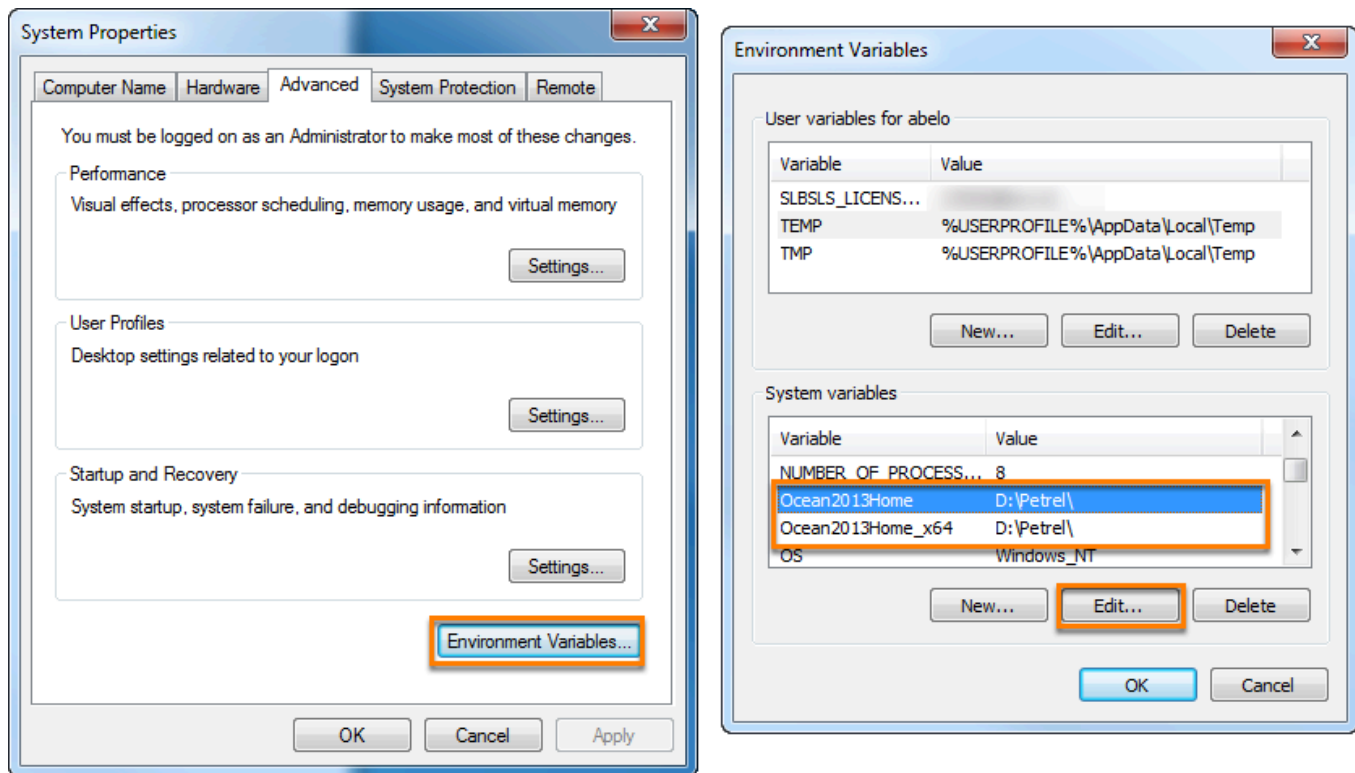 System Properties
Computer Name Hardware Advanced System Protection Remote
You must be logged on as an Administrator to make most of these changes.
Performance
Visual effects, processor scheduling, memory usage, and virtual memory
Settings...
User Profiles
Desktop settings related to your logon
Settings...
Startup and Recovery
System startup, system failure, and debugging information
Settings...
Environment Variables...
OK Cancel Apply
Environment Variables
User variables for abelo
Variable Value
SLBSLS_LICENS...
TEMP %USERPROFILE%\AppData\Local\Temp
TMP %USERPROFILE%\AppData\Local\Temp
New... Edit... Delete
System variables
Variable Value
NUMBER_OF_PROCESS... 8
Ocean2013Home D:\Petrel\
Ocean2013Home_x64 D:\Petrel\
OS Windows_NT
New... Edit... Delete
OK Cancel